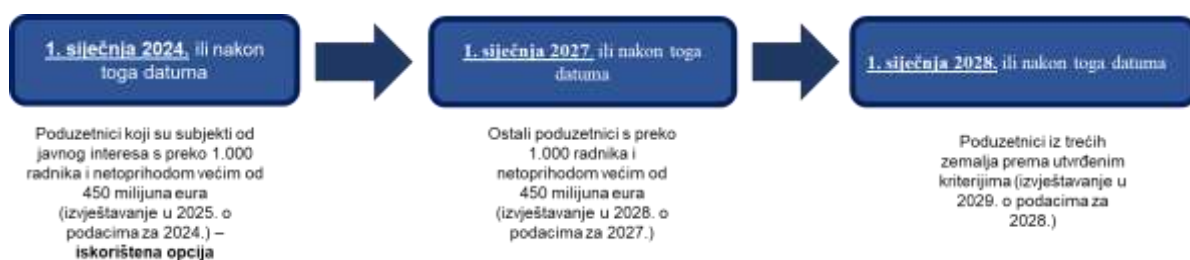 1. siječnja 2024. ili nakon
toga datuma
Poduzetnici koji su subjekti od
javnog interesa s preko 1.000
radnika i netoprihodom većim od
450 milijuna eura
(izvještavanje u 2025. o
podacima za 2024.) –
iskorištena opcija
1. siječnja 2027. ili nakon toga
datuma
Ostali poduzetnici s preko
1.000 radnika i
netoprihodom većim od
450 milijuna eura
(izvještavanje u 2028. o
podacima za 2027.)
1. siječnja 2028. ili nakon toga datuma
Poduzetnici iz trećih
zemalja prema utvrđenim
kriterijima (izvještavanje u
2029. o podacima za
2028.)